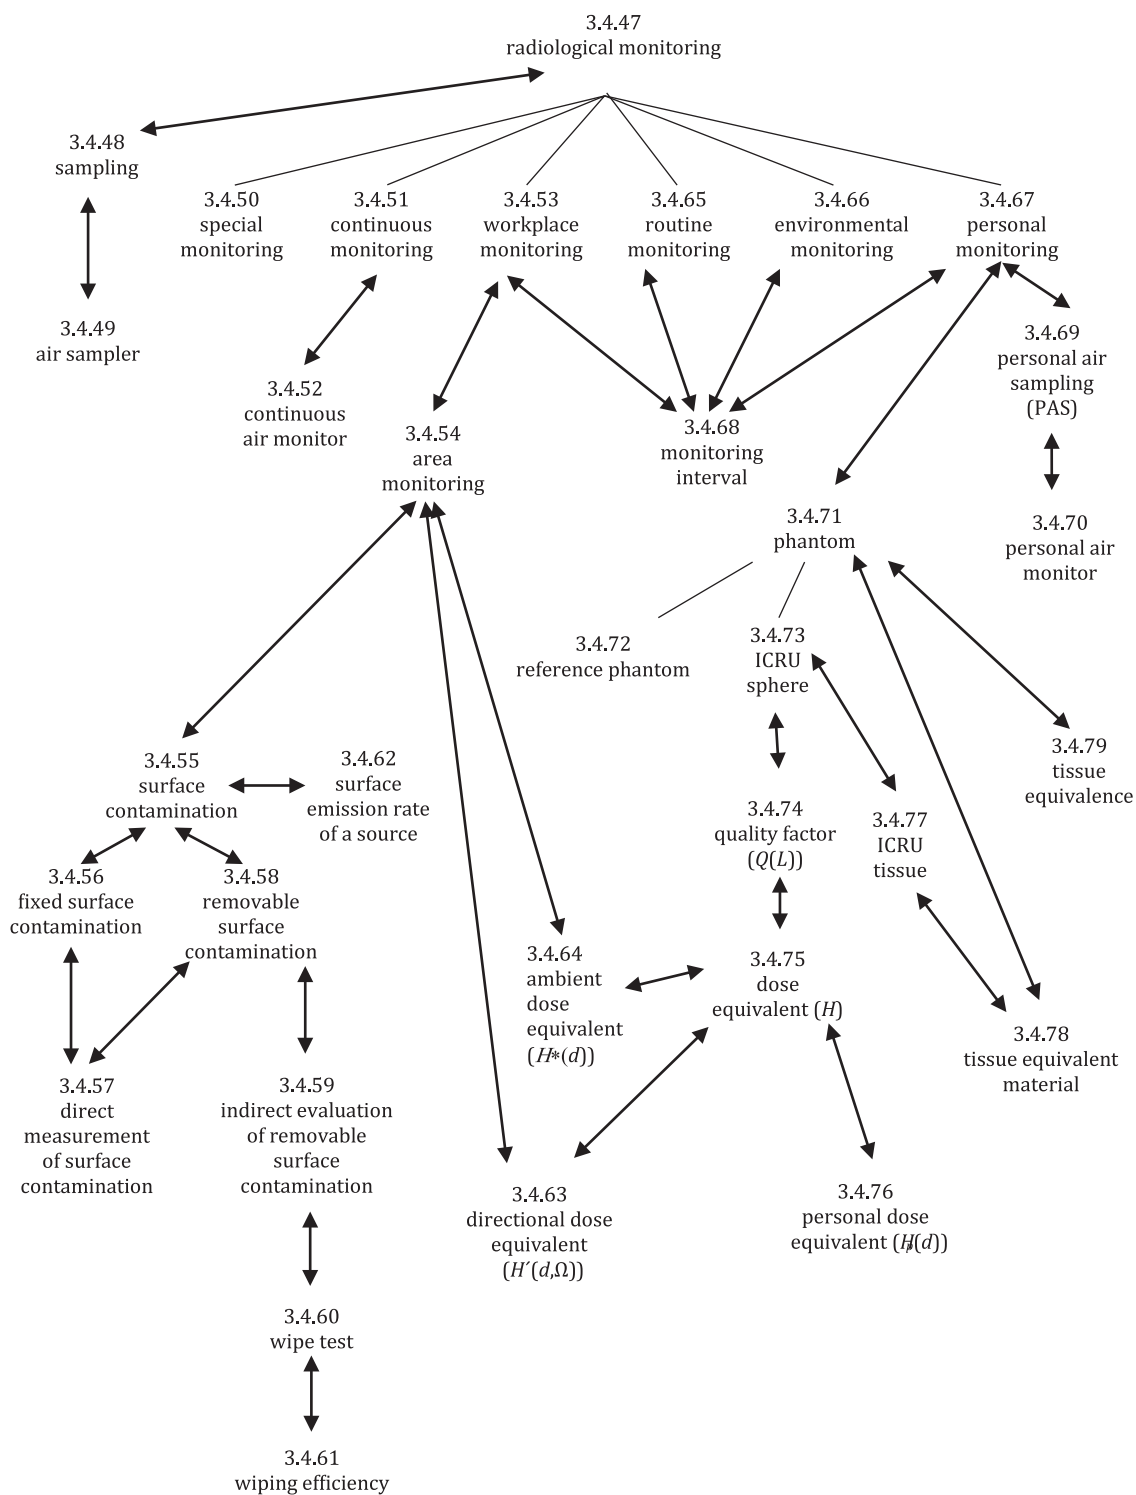 3.4.47
radiological monitoring
3.4.48
sampling
3.4.50
special
monitoring
3.4.51
continuous
monitoring
3.4.53
workplace
monitoring
3.4.65
routine
monitoring
3.4.66
environmental
monitoring
3.4.67
personal
monitoring
3.4.49
air sampler
3.4.52
continuous
air monitor
3.4.54
area
monitoring
3.4.68
monitoring
interval
3.4.69
personal air
sampling
(PAS)
3.4.71
phantom
3.4.70
personal air
monitor
3.4.72
reference phantom
3.4.73
ICRU
sphere
3.4.55
surface
contamination
3.4.62
surface
emission rate
of a source
3.4.79
tissue
equivalence
3.4.74
quality factor
(Q(L))
3.4.77
ICRU
tissue
3.4.56
fixed surface
contamination
3.4.58
removable
surface
contamination
3.4.64
ambient
dose
equivalent
(H*(d))
3.4.75
dose
equivalent (H)
3.4.78
tissue equivalent
material
3.4.57
direct
measurement
of surface
contamination
3.4.59
indirect evaluation
of removable
surface
contamination
3.4.63
directional dose
equivalent
(H´(d,Ω))
3.4.76
personal dose
equivalent (Hp(d))
3.4.60
wipe test
3.4.61
wiping efficiency